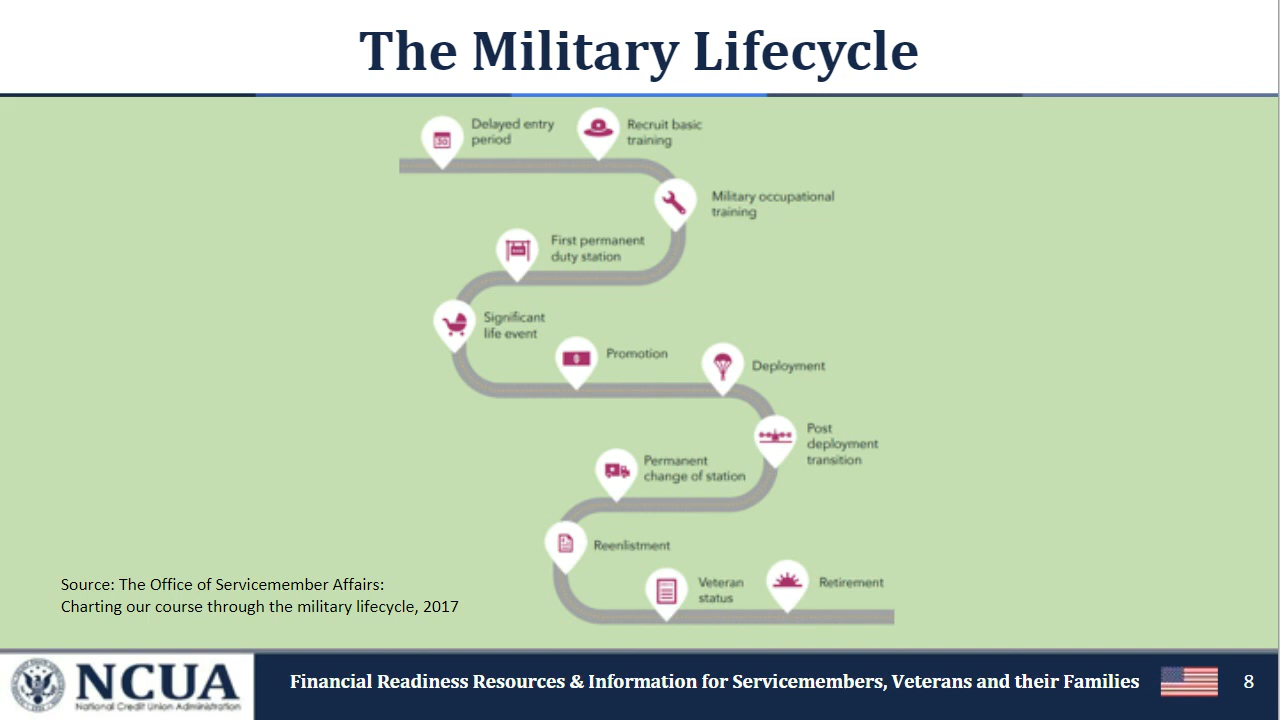 The Military Lifecycle
Delayed entry
period
Recruit basic
training
Military occupational
training
First permanent
duty station
Significant
life event
Promotion
Deployment
Post
deployment
transition
Permanent
change of station
Reenlistment
Veteran
status
Retirement
Source: The Office of Servicemember Affairs:
Charting our course through the military lifecycle, 2017
NCUA
National Credit Union Administration
Financial Readiness Resources & Information for Servicemembers, Veterans and their Families
8
30
$